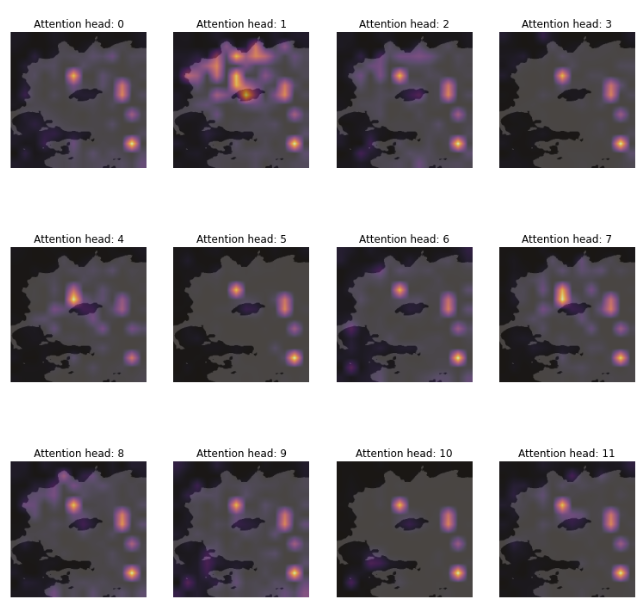 Attention head: 0
Attention head: 1
Attention head: 2
Attention head: 3
Attention head: 4
Attention head: 5
Attention head: 6
Attention head: 7
Attention head: 8
Attention head: 9
Attention head: 10
Attention head: 11